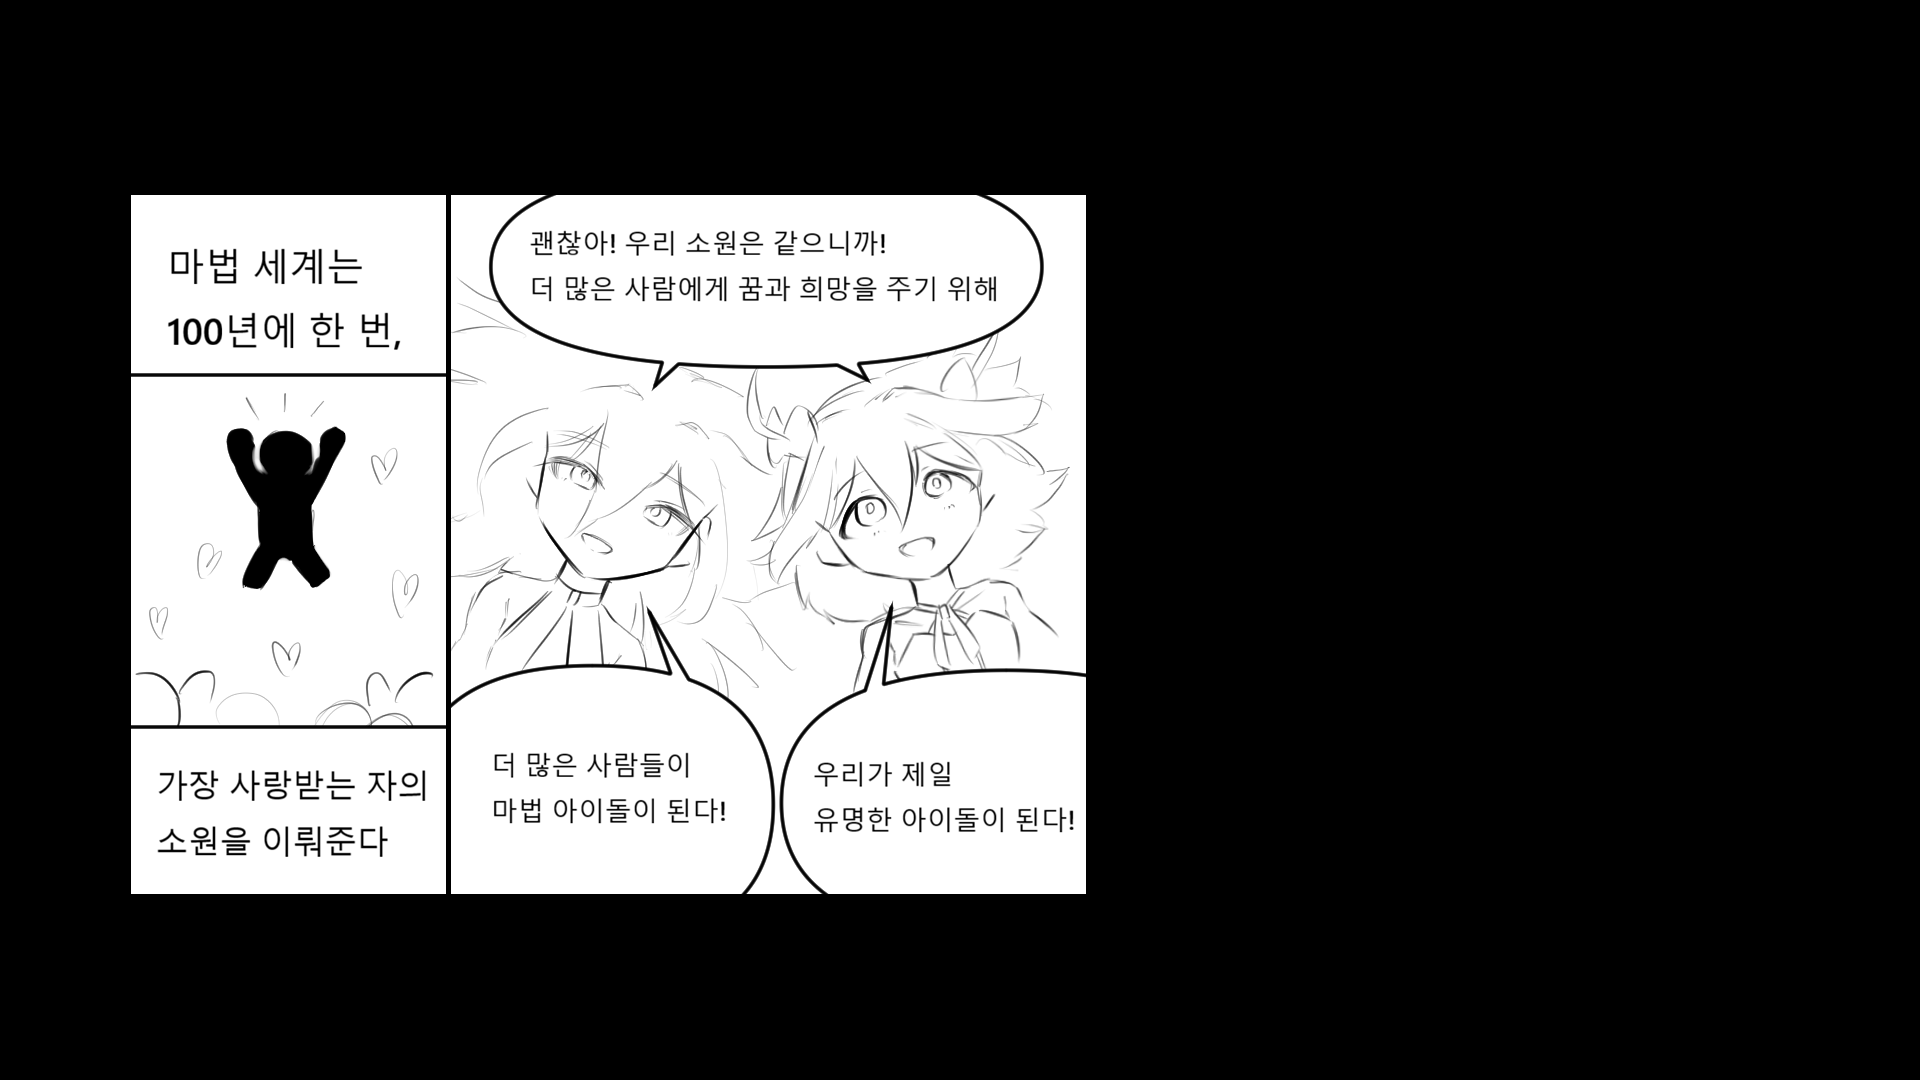 마법 세계는
100년에 한 번,
가장 사랑받는 자의
소원을 이뤄준다
괜찮아! 우리 소원은 같으니까!
더 많은 사람에게 꿈과 희망을 주기 위해
더 많은 사람들이
마법 아이돌이 된다!
우리가 제일
유명한 아이돌이 된다!